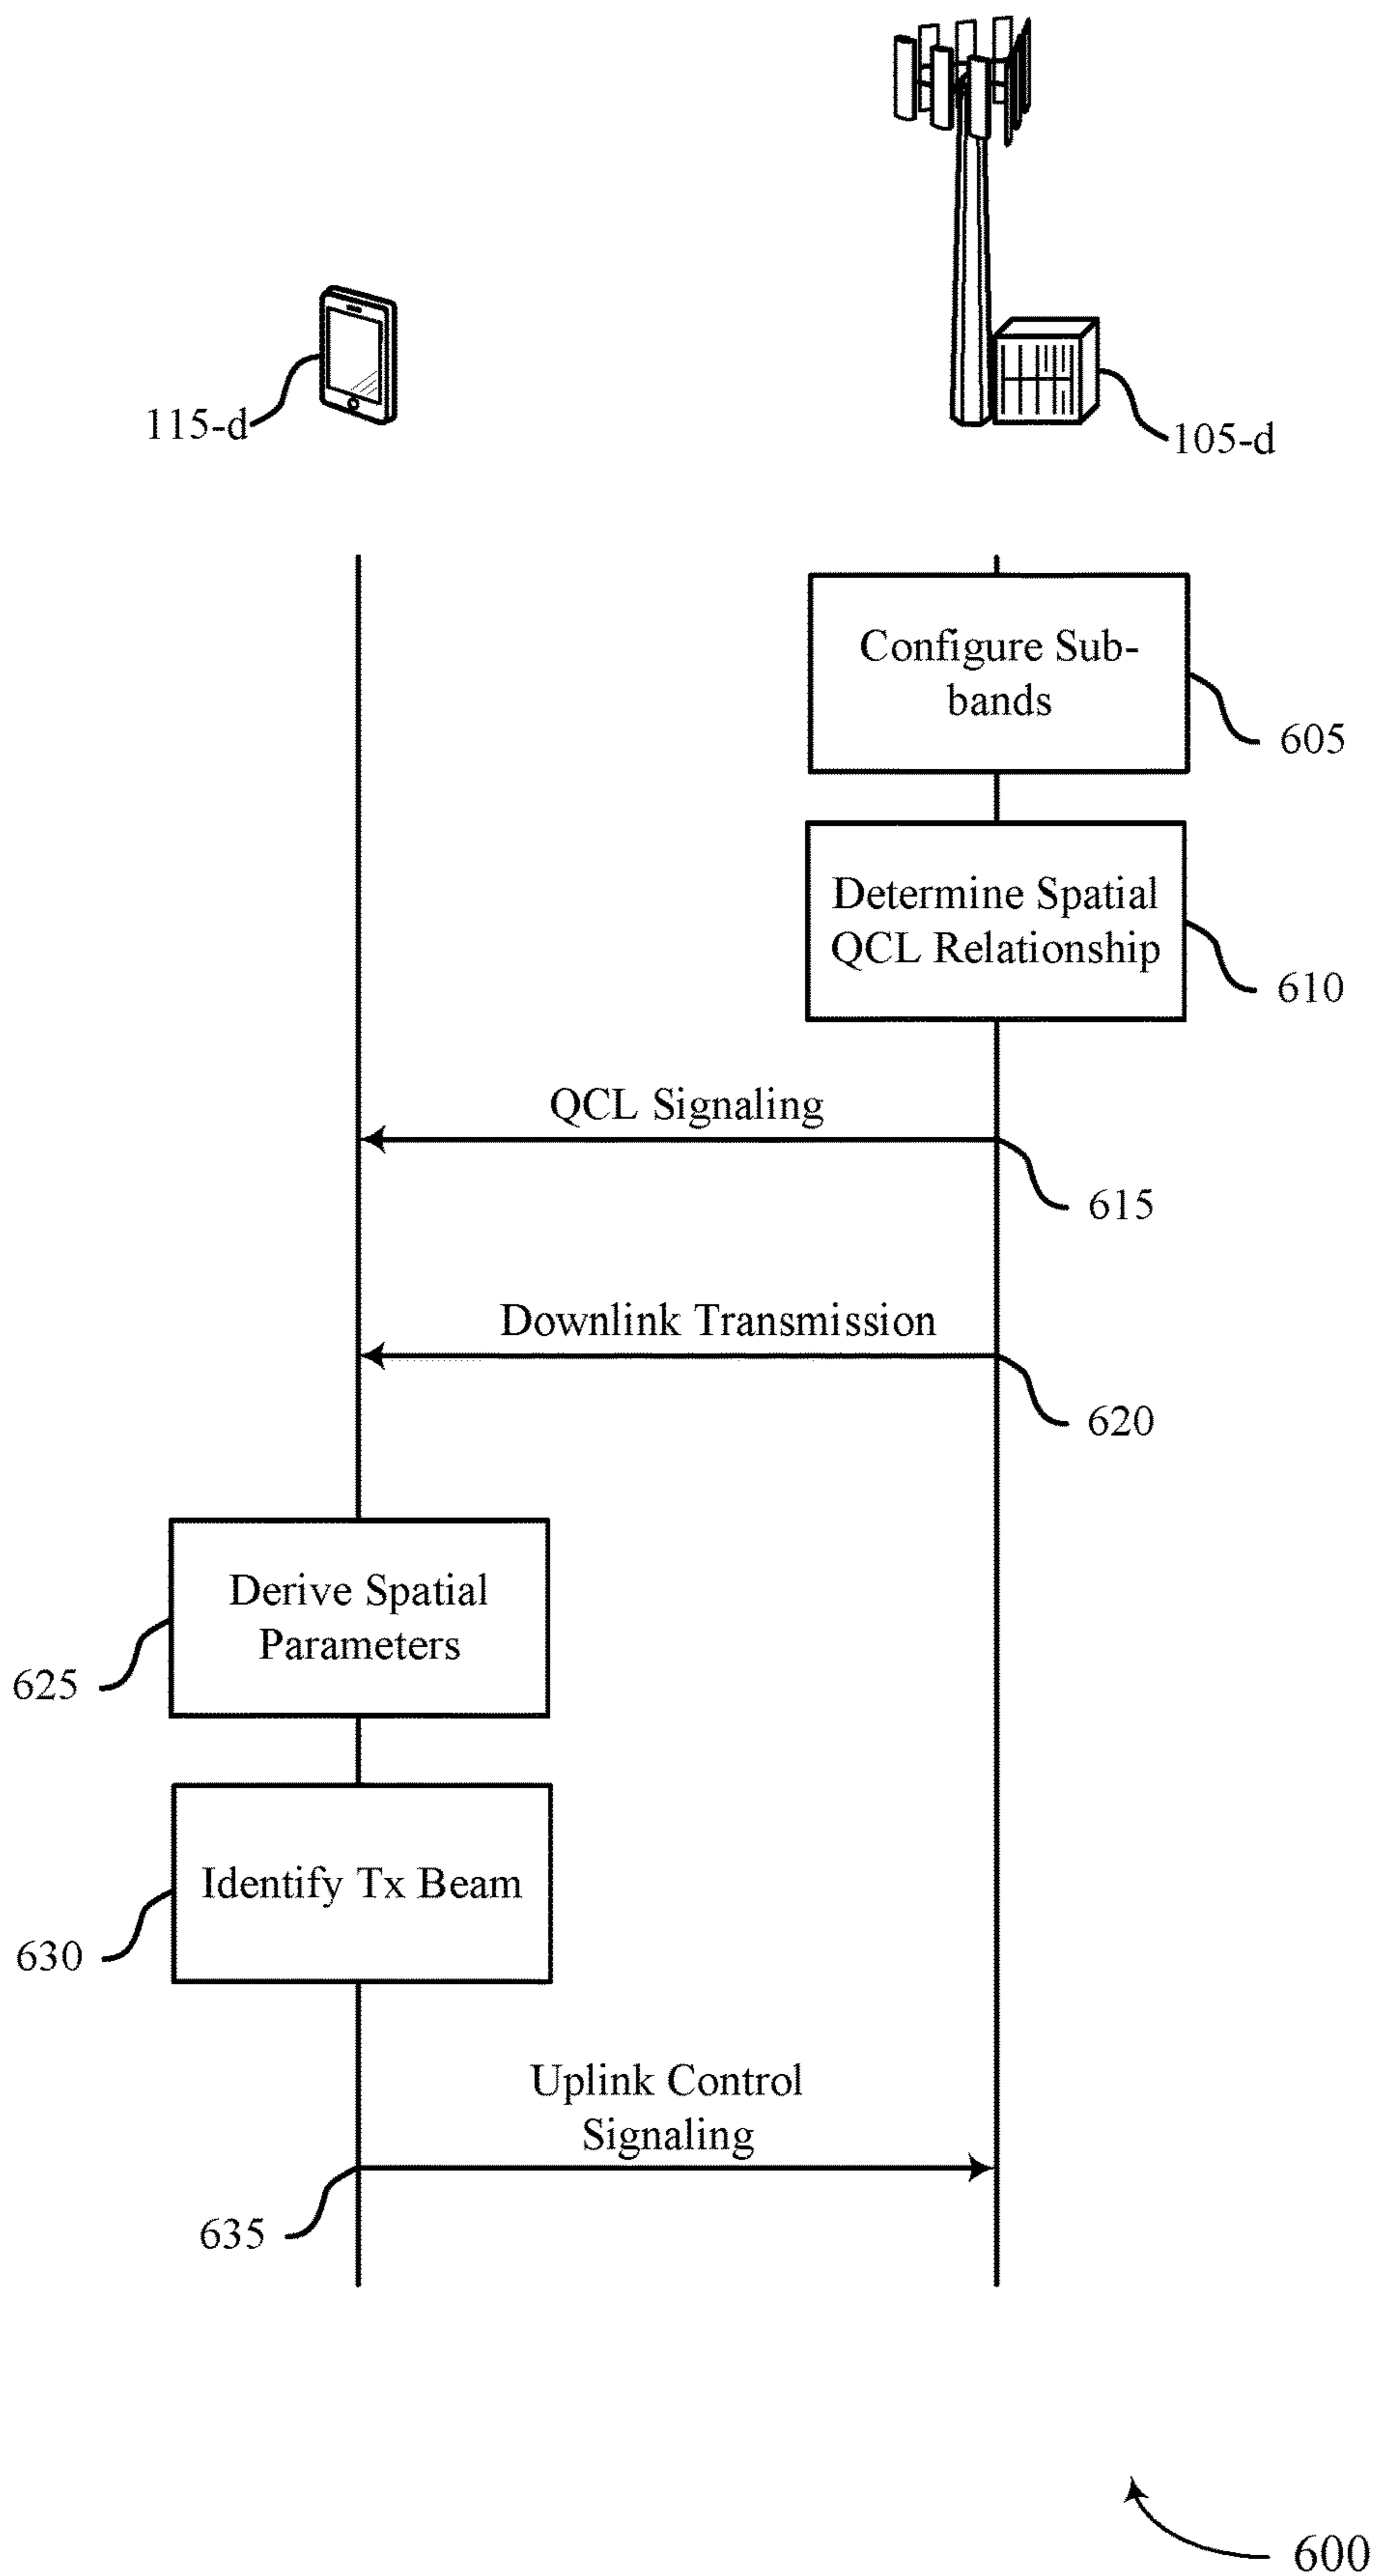 115-d
105-d
Configure Sub-
bands
605
Determine Spatial
QCL Relationship
610
QCL Signaling
615
Downlink Transmission
620
Derive Spatial
Parameters
625
Identify Tx Beam
630
Uplink Control
Signaling
635
600